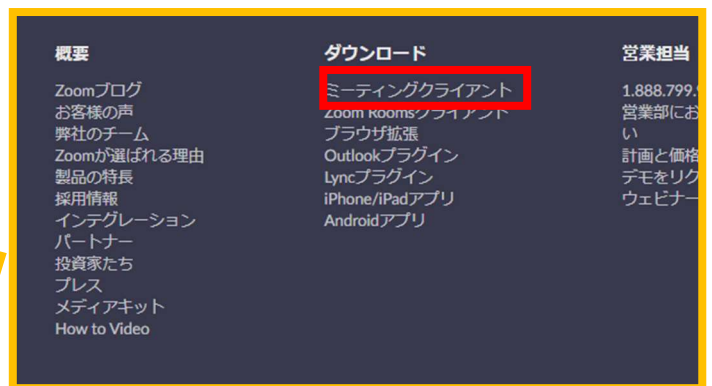 概要
Zoomブログ
お客様の声
弊社のチーム
Zoomが選ばれる理由
製品の特長
採用情報
インテグレーション
パートナー
投資家たち
プレス
メディアキット
How to Video
ダウンロード
ミーティングクライアント
Zoom Roomsクライアント
ブラウザ拡張
Outlookプラグイン
Lyncプラグイン
iPhone/iPadアプリ
Androidアプリ
営業担当
1.888.799.
営業部にお
い
計画と価格
デモをリク
ウェビナー